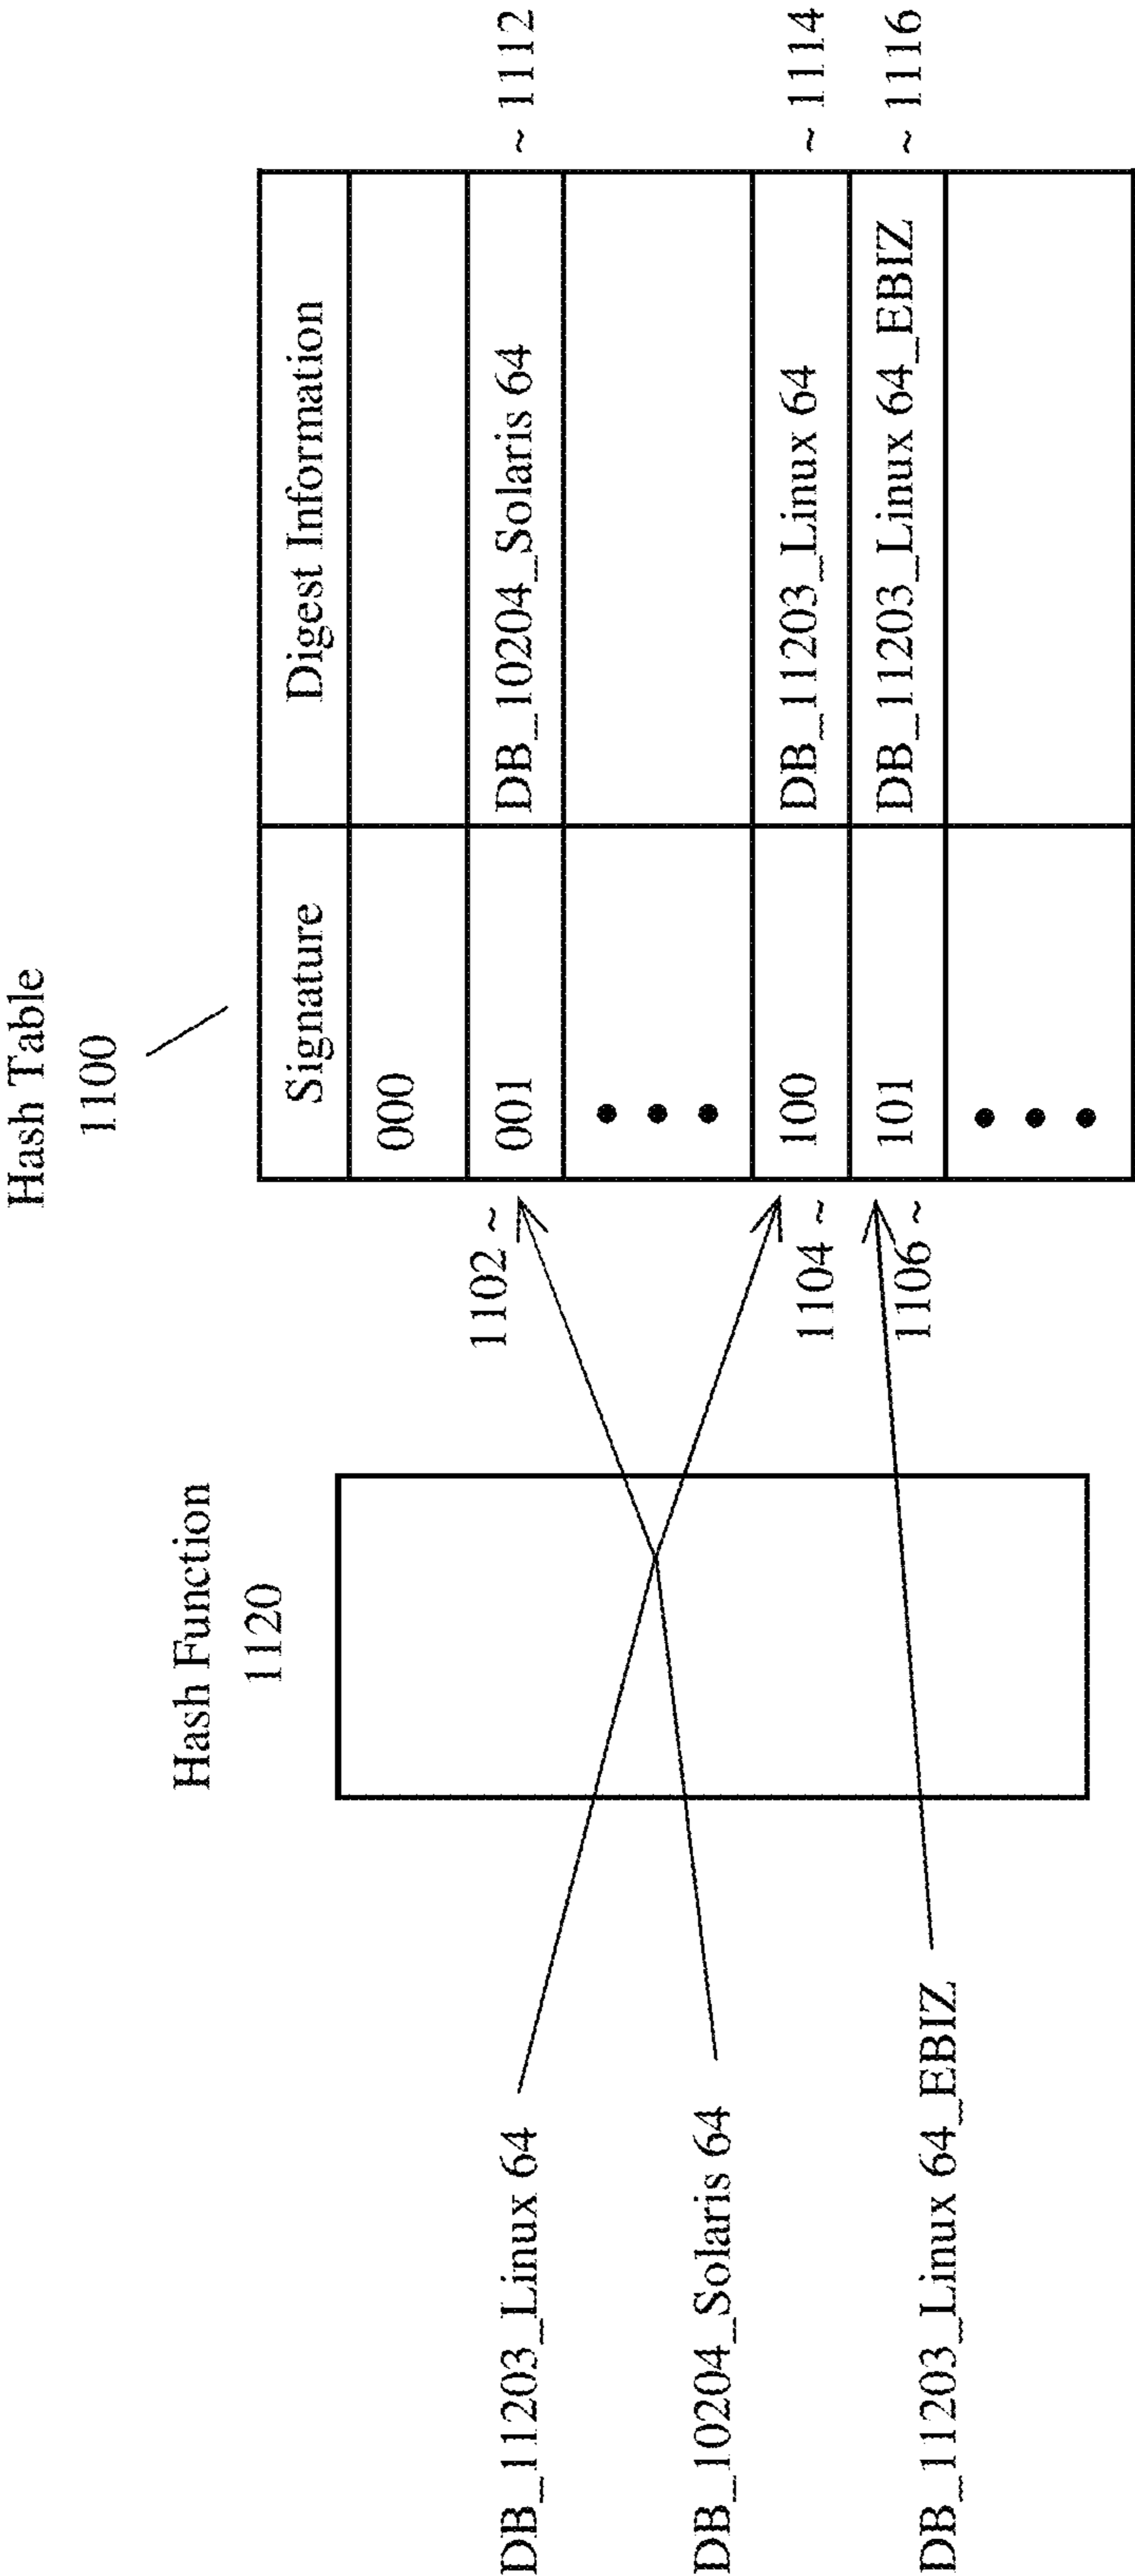 Hash Table
1100
Hash Function
1120
Signature Digest Information
000
001 DB_10204_Solaris 64
100 DB_11203_Linux 64
101 DB_11203_Linux 64_EBIZ
1102 ~
~ 1112
1104 ~
~ 1114
1106 ~
~ 1116
DB_11203_Linux 64
DB_10204_Solaris 64
DB_11203_Linux 64_EBIZ